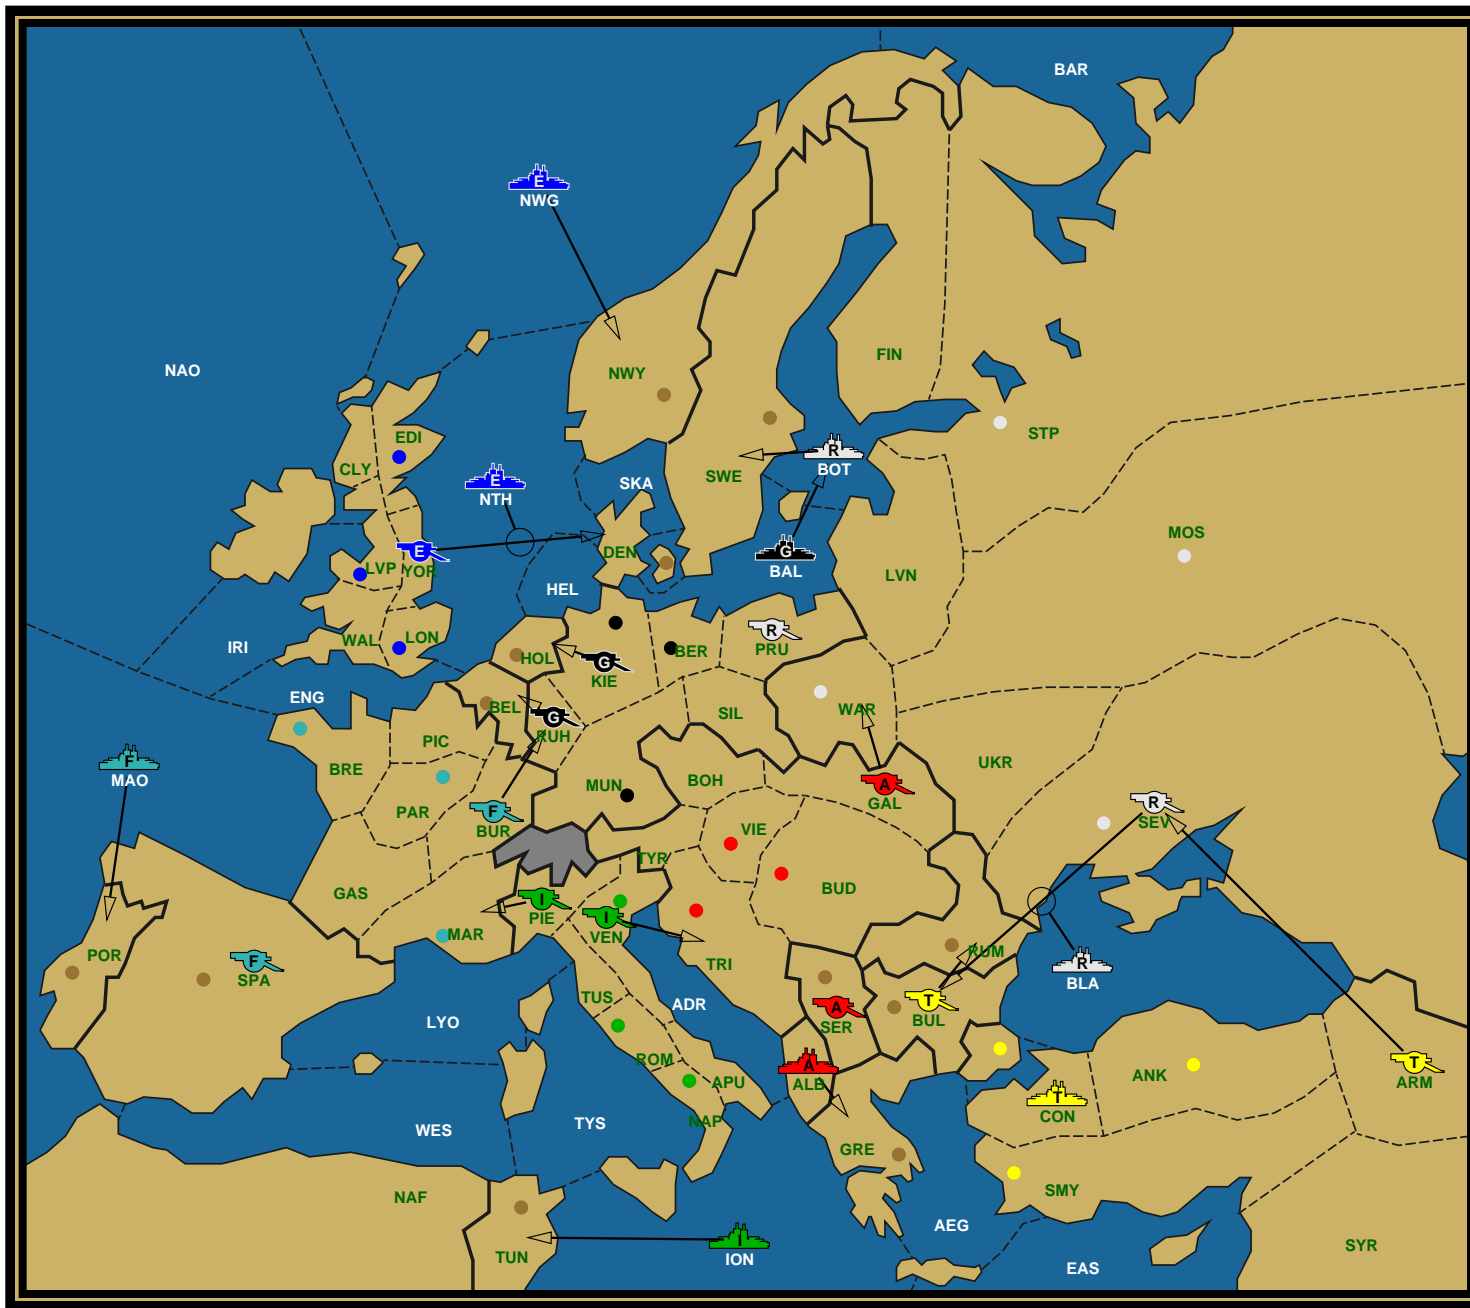 BAR
E
NWG
NAO
FIN
NWY
EDI
STP
CLY
R
BOT
SWE
E
NTH
SKA
MOS
E
LVP
YOR
DEN
G
BAL
LVN
HEL
R
PRU
IRI
WAL
LON
HOL
G
KIE
BER
ENG
BEL
G
RUH
SIL
WAR
PIC
F
MAO
BRE
MUN
BOH
A
GAL
UKR
PAR
F
BUR
R
SEV
VIE
TYR
BUD
GAS
I
PIE
I
VEN
MAR
TRI
RUM
POR
F
SPA
R
BLA
TUS
ADR
A
SER
T
BUL
LYO
ROM
APU
A
ALB
ANK
T
ARM
T
CON
NAP
WES
TYS
GRE
NAF
SMY
AEG
I
ION
TUN
EAS
SYR